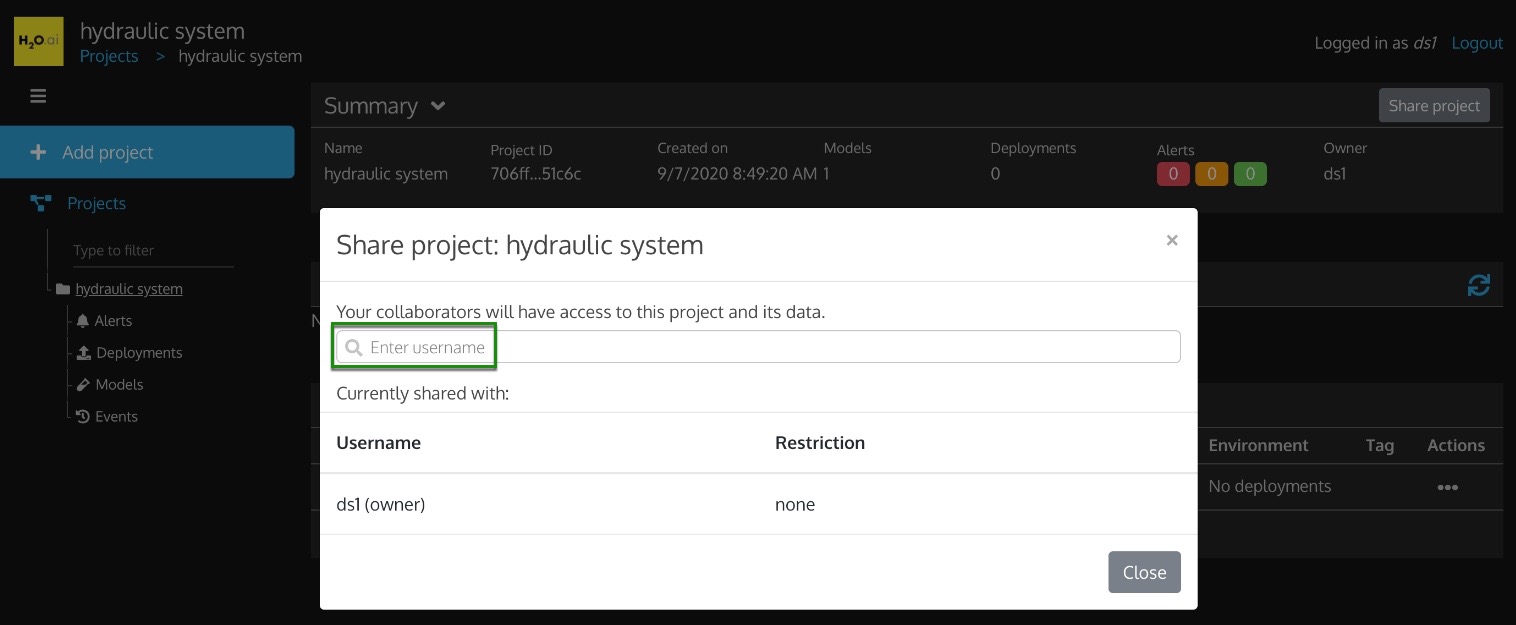 H2O.ai
hydraulic system
Projects > hydraulic system
Logged in as ds1 Logout
Add project
Projects
Type to filter
hydraulic system
Alerts
Deployments
Models
Events
Summary
Share project
Name Project ID Created on Models Deployments Alerts Owner
hydraulic system 706ff...51c6c 9/7/2020 8:49:20 AM 1 0 0 0 0 ds1
Share project: hydraulic system
×
Your collaborators will have access to this project and its data.
Enter username
Currently shared with:
Username Restriction
ds1 (owner) none
Close
Environment Tag Actions
No deployments •••